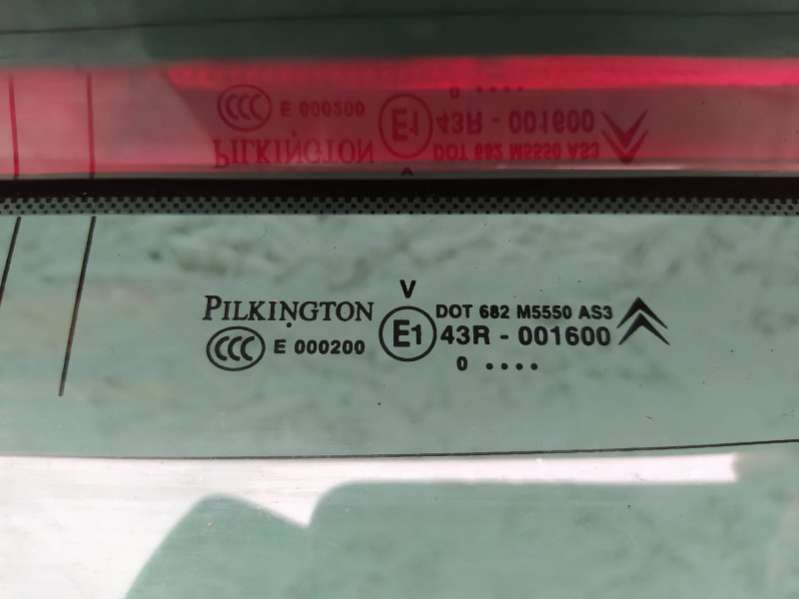 V
PILKINGTON E1 DOT 682 M5550 AS3
CCC E 000200 43R - 001600
0 ••••